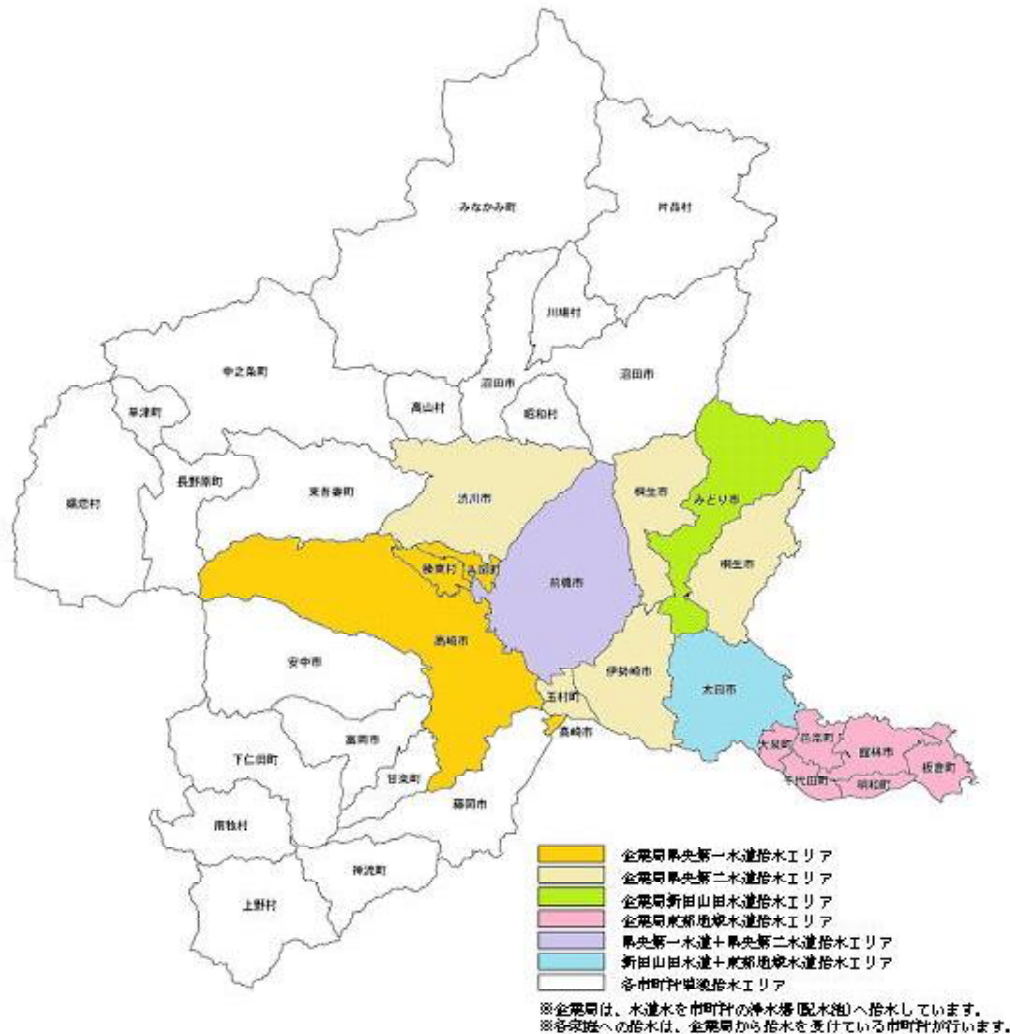 みなかみ町
片品村
川場村
中之条町
沼田市
沼田市
草津町
高山村
昭和村
長野原町
東吾妻町
渋川市
桐生市
みどり市
嬬恋村
榛東村
吉岡町
前橋市
桐生市
高崎市
安中市
伊勢崎市
太田市
玉村町
高崎市
富岡市
下仁田町
甘楽町
大泉町
邑楽町
館林市
板倉町
千代田町
明和町
藤岡市
南牧村
神流町
上野村
企業局県央第一水道給水エリア
企業局県央第二水道給水エリア
企業局新田山田水道給水エリア
企業局東部地域水道給水エリア
県央第一水道+県央第二水道給水エリア
新田山田水道+東部地域水道給水エリア
各市町村単独給水エリア
※企業局は、水道水を市町村の浄水場(配水池)へ給水しています。
※各家庭への給水は、企業局から給水を受けている市町村が行います。